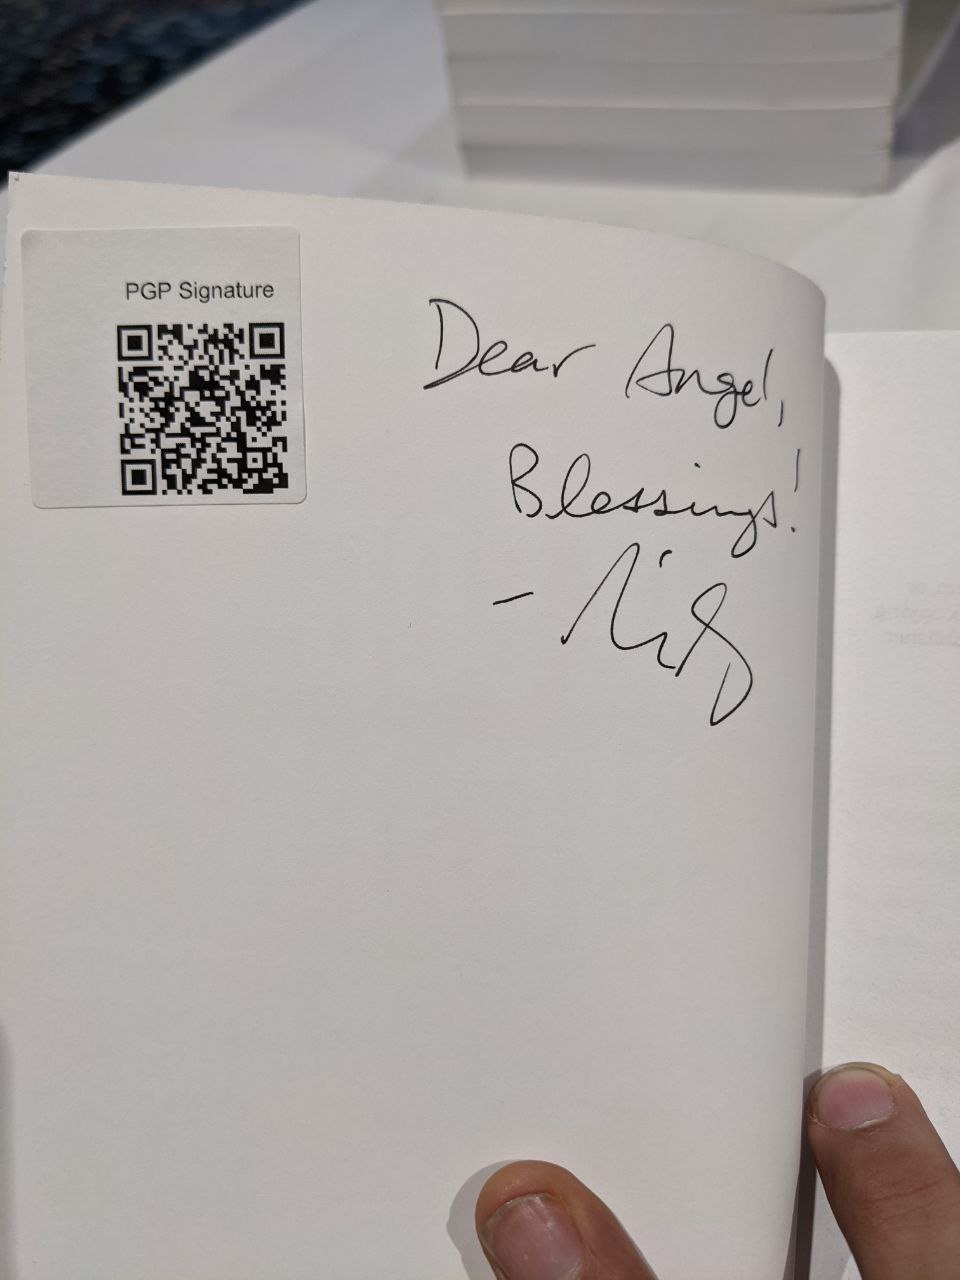 PGP Signature
Dear Angel,
Blessings!